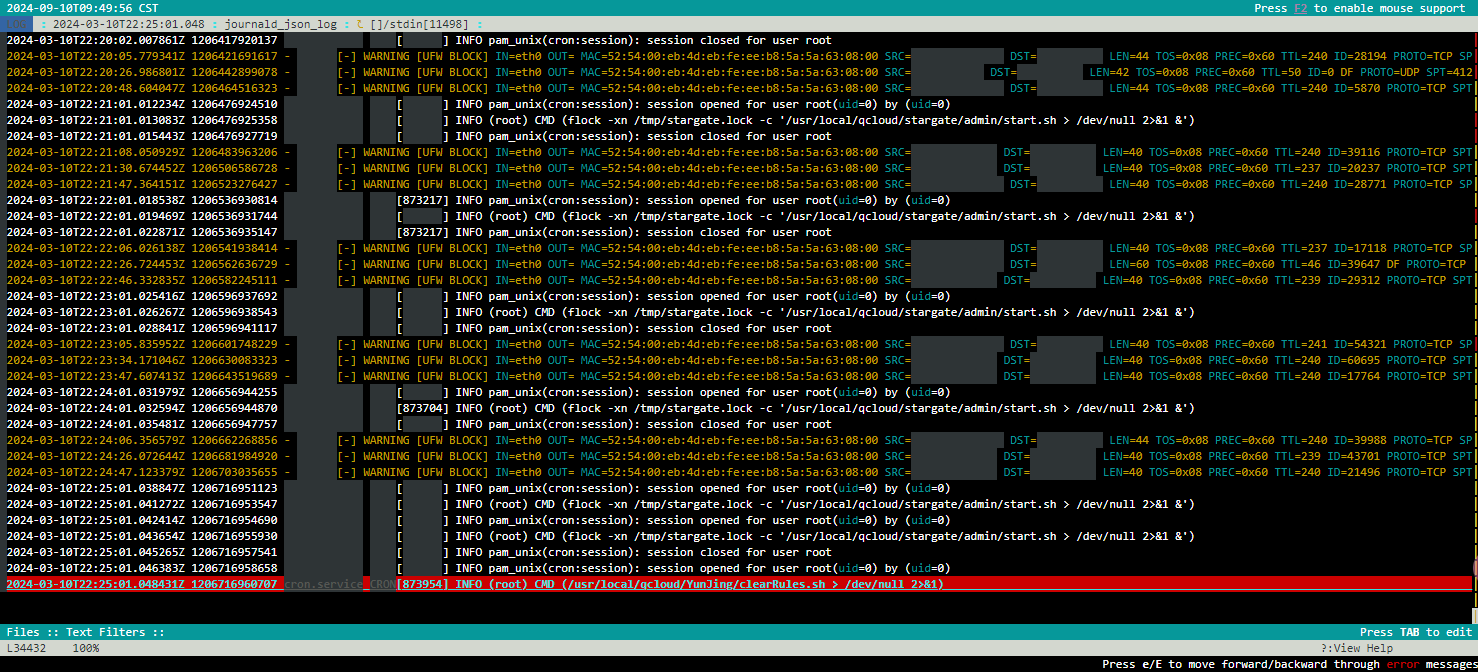 2024-09-10T09:49:56 CST Press F2 to enable mouse support
LOG : 2024-03-10T22:25:01.048 : journald_json_log : []/stdin[11498] :
2024-03-10T22:20:02.007861Z 1206417920137 [ ] INFO pam_unix(cron:session): session closed for user root
2024-03-10T22:20:05.779341Z 1206421691617 - [-] WARNING [UFW BLOCK] IN=eth0 OUT= MAC=52:54:00:eb:4d:eb:fe:ee:b8:5a:5a:63:08:00 SRC= DST= LEN=44 TOS=0x08 PREC=0x60 TTL=240 ID=28194 PROTO=TCP SP
2024-03-10T22:20:26.986801Z 1206442899078 - [-] WARNING [UFW BLOCK] IN=eth0 OUT= MAC=52:54:00:eb:4d:eb:fe:ee:b8:5a:5a:63:08:00 SRC= DST= LEN=42 TOS=0x08 PREC=0x60 TTL=50 ID=0 DF PROTO=UDP SPT=412
2024-03-10T22:20:48.604047Z 1206464516323 - [-] WARNING [UFW BLOCK] IN=eth0 OUT= MAC=52:54:00:eb:4d:eb:fe:ee:b8:5a:5a:63:08:00 SRC= DST= LEN=44 TOS=0x08 PREC=0x60 TTL=240 ID=5870 PROTO=TCP SPT
2024-03-10T22:21:01.012234Z 1206476924510 [ ] INFO pam_unix(cron:session): session opened for user root(uid=0) by (uid=0)
2024-03-10T22:21:01.013083Z 1206476925358 [ ] INFO (root) CMD (flock -xn /tmp/stargate.lock -c '/usr/local/qcloud/stargate/admin/start.sh > /dev/null 2>&1 &')
2024-03-10T22:21:01.015443Z 1206476927719 [ ] INFO pam_unix(cron:session): session closed for user root
2024-03-10T22:21:08.050929Z 1206483963206 - [-] WARNING [UFW BLOCK] IN=eth0 OUT= MAC=52:54:00:eb:4d:eb:fe:ee:b8:5a:5a:63:08:00 SRC= DST= LEN=40 TOS=0x08 PREC=0x60 TTL=240 ID=39116 PROTO=TCP SPT
2024-03-10T22:21:30.674452Z 1206506586728 - [-] WARNING [UFW BLOCK] IN=eth0 OUT= MAC=52:54:00:eb:4d:eb:fe:ee:b8:5a:5a:63:08:00 SRC= DST= LEN=40 TOS=0x08 PREC=0x60 TTL=237 ID=20237 PROTO=TCP SPT
2024-03-10T22:21:47.364151Z 1206523276427 - [-] WARNING [UFW BLOCK] IN=eth0 OUT= MAC=52:54:00:eb:4d:eb:fe:ee:b8:5a:5a:63:08:00 SRC= DST= LEN=40 TOS=0x08 PREC=0x60 TTL=240 ID=28771 PROTO=TCP SP
2024-03-10T22:22:01.018538Z 1206536930814 [873217] INFO pam_unix(cron:session): session opened for user root(uid=0) by (uid=0)
2024-03-10T22:22:01.019469Z 1206536931744 [ ] INFO (root) CMD (flock -xn /tmp/stargate.lock -c '/usr/local/qcloud/stargate/admin/start.sh > /dev/null 2>&1 &')
2024-03-10T22:22:01.022871Z 1206536935147 [873217] INFO pam_unix(cron:session): session closed for user root
2024-03-10T22:22:06.026138Z 1206541938414 - [-] WARNING [UFW BLOCK] IN=eth0 OUT= MAC=52:54:00:eb:4d:eb:fe:ee:b8:5a:5a:63:08:00 SRC= DST= LEN=40 TOS=0x08 PREC=0x60 TTL=237 ID=17118 PROTO=TCP SP
2024-03-10T22:22:26.724453Z 1206562636729 - [-] WARNING [UFW BLOCK] IN=eth0 OUT= MAC=52:54:00:eb:4d:eb:fe:ee:b8:5a:5a:63:08:00 SRC= DST= LEN=60 TOS=0x08 PREC=0x60 TTL=46 ID=39647 DF PROTO=TCP
2024-03-10T22:22:46.332835Z 1206582245111 - [-] WARNING [UFW BLOCK] IN=eth0 OUT= MAC=52:54:00:eb:4d:eb:fe:ee:b8:5a:5a:63:08:00 SRC= DST= LEN=40 TOS=0x08 PREC=0x60 TTL=239 ID=29312 PROTO=TCP SPT
2024-03-10T22:23:01.025416Z 1206596937692 [ ] INFO pam_unix(cron:session): session opened for user root(uid=0) by (uid=0)
2024-03-10T22:23:01.026267Z 1206596938543 [ ] INFO (root) CMD (flock -xn /tmp/stargate.lock -c '/usr/local/qcloud/stargate/admin/start.sh > /dev/null 2>&1 &')
2024-03-10T22:23:01.028841Z 1206596941117 [ ] INFO pam_unix(cron:session): session closed for user root
2024-03-10T22:23:05.835952Z 1206601748229 - [-] WARNING [UFW BLOCK] IN=eth0 OUT= MAC=52:54:00:eb:4d:eb:fe:ee:b8:5a:5a:63:08:00 SRC= DST= LEN=40 TOS=0x08 PREC=0x60 TTL=241 ID=54321 PROTO=TCP SP
2024-03-10T22:23:34.171046Z 1206630083323 - [-] WARNING [UFW BLOCK] IN=eth0 OUT= MAC=52:54:00:eb:4d:eb:fe:ee:b8:5a:5a:63:08:00 SRC= DST= LEN=40 TOS=0x08 PREC=0x60 TTL=240 ID=60695 PROTO=TCP SPT
2024-03-10T22:23:47.607413Z 1206643519689 - [-] WARNING [UFW BLOCK] IN=eth0 OUT= MAC=52:54:00:eb:4d:eb:fe:ee:b8:5a:5a:63:08:00 SRC= DST= LEN=40 TOS=0x08 PREC=0x60 TTL=240 ID=17764 PROTO=TCP SPT
2024-03-10T22:24:01.031979Z 1206656944255 [ ] INFO pam_unix(cron:session): session opened for user root(uid=0) by (uid=0)
2024-03-10T22:24:01.032594Z 1206656944870 [873704] INFO (root) CMD (flock -xn /tmp/stargate.lock -c '/usr/local/qcloud/stargate/admin/start.sh > /dev/null 2>&1 &')
2024-03-10T22:24:01.035481Z 1206656947757 [ ] INFO pam_unix(cron:session): session closed for user root
2024-03-10T22:24:06.356579Z 1206662268856 - [-] WARNING [UFW BLOCK] IN=eth0 OUT= MAC=52:54:00:eb:4d:eb:fe:ee:b8:5a:5a:63:08:00 SRC= DST= LEN=44 TOS=0x08 PREC=0x60 TTL=240 ID=39988 PROTO=TCP SP
2024-03-10T22:24:26.072644Z 1206681984920 - [-] WARNING [UFW BLOCK] IN=eth0 OUT= MAC=52:54:00:eb:4d:eb:fe:ee:b8:5a:5a:63:08:00 SRC= DST= LEN=40 TOS=0x08 PREC=0x60 TTL=239 ID=43701 PROTO=TCP SPT
2024-03-10T22:24:47.123379Z 1206703035655 - [-] WARNING [UFW BLOCK] IN=eth0 OUT= MAC=52:54:00:eb:4d:eb:fe:ee:b8:5a:5a:63:08:00 SRC= DST= LEN=40 TOS=0x08 PREC=0x60 TTL=240 ID=21496 PROTO=TCP SPT
2024-03-10T22:25:01.038847Z 1206716951123 [ ] INFO pam_unix(cron:session): session opened for user root(uid=0) by (uid=0)
2024-03-10T22:25:01.041272Z 1206716953547 [ ] INFO (root) CMD (flock -xn /tmp/stargate.lock -c '/usr/local/qcloud/stargate/admin/start.sh > /dev/null 2>&1 &')
2024-03-10T22:25:01.042414Z 1206716954690 [ ] INFO pam_unix(cron:session): session opened for user root(uid=0) by (uid=0)
2024-03-10T22:25:01.043654Z 1206716955930 [ ] INFO (root) CMD (flock -xn /tmp/stargate.lock -c '/usr/local/qcloud/stargate/admin/start.sh > /dev/null 2>&1 &')
2024-03-10T22:25:01.045265Z 1206716957541 [ ] INFO pam_unix(cron:session): session closed for user root
2024-03-10T22:25:01.046383Z 1206716958658 [ ] INFO pam_unix(cron:session): session opened for user root(uid=0) by (uid=0)
2024-03-10T22:25:01.048431Z 1206716960707 cron.service CRON[873954] INFO (root) CMD (/usr/local/qcloud/YunJing/clearRules.sh > /dev/null 2>&1)
Files :: Text Filters :: Press TAB to edit
L34432 100% ?:View Help
Press e/E to move forward/backward through error messages